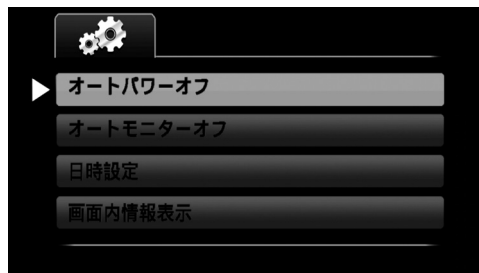 オートパワーオフ
オートモニターオフ
日時設定
画面内情報表示